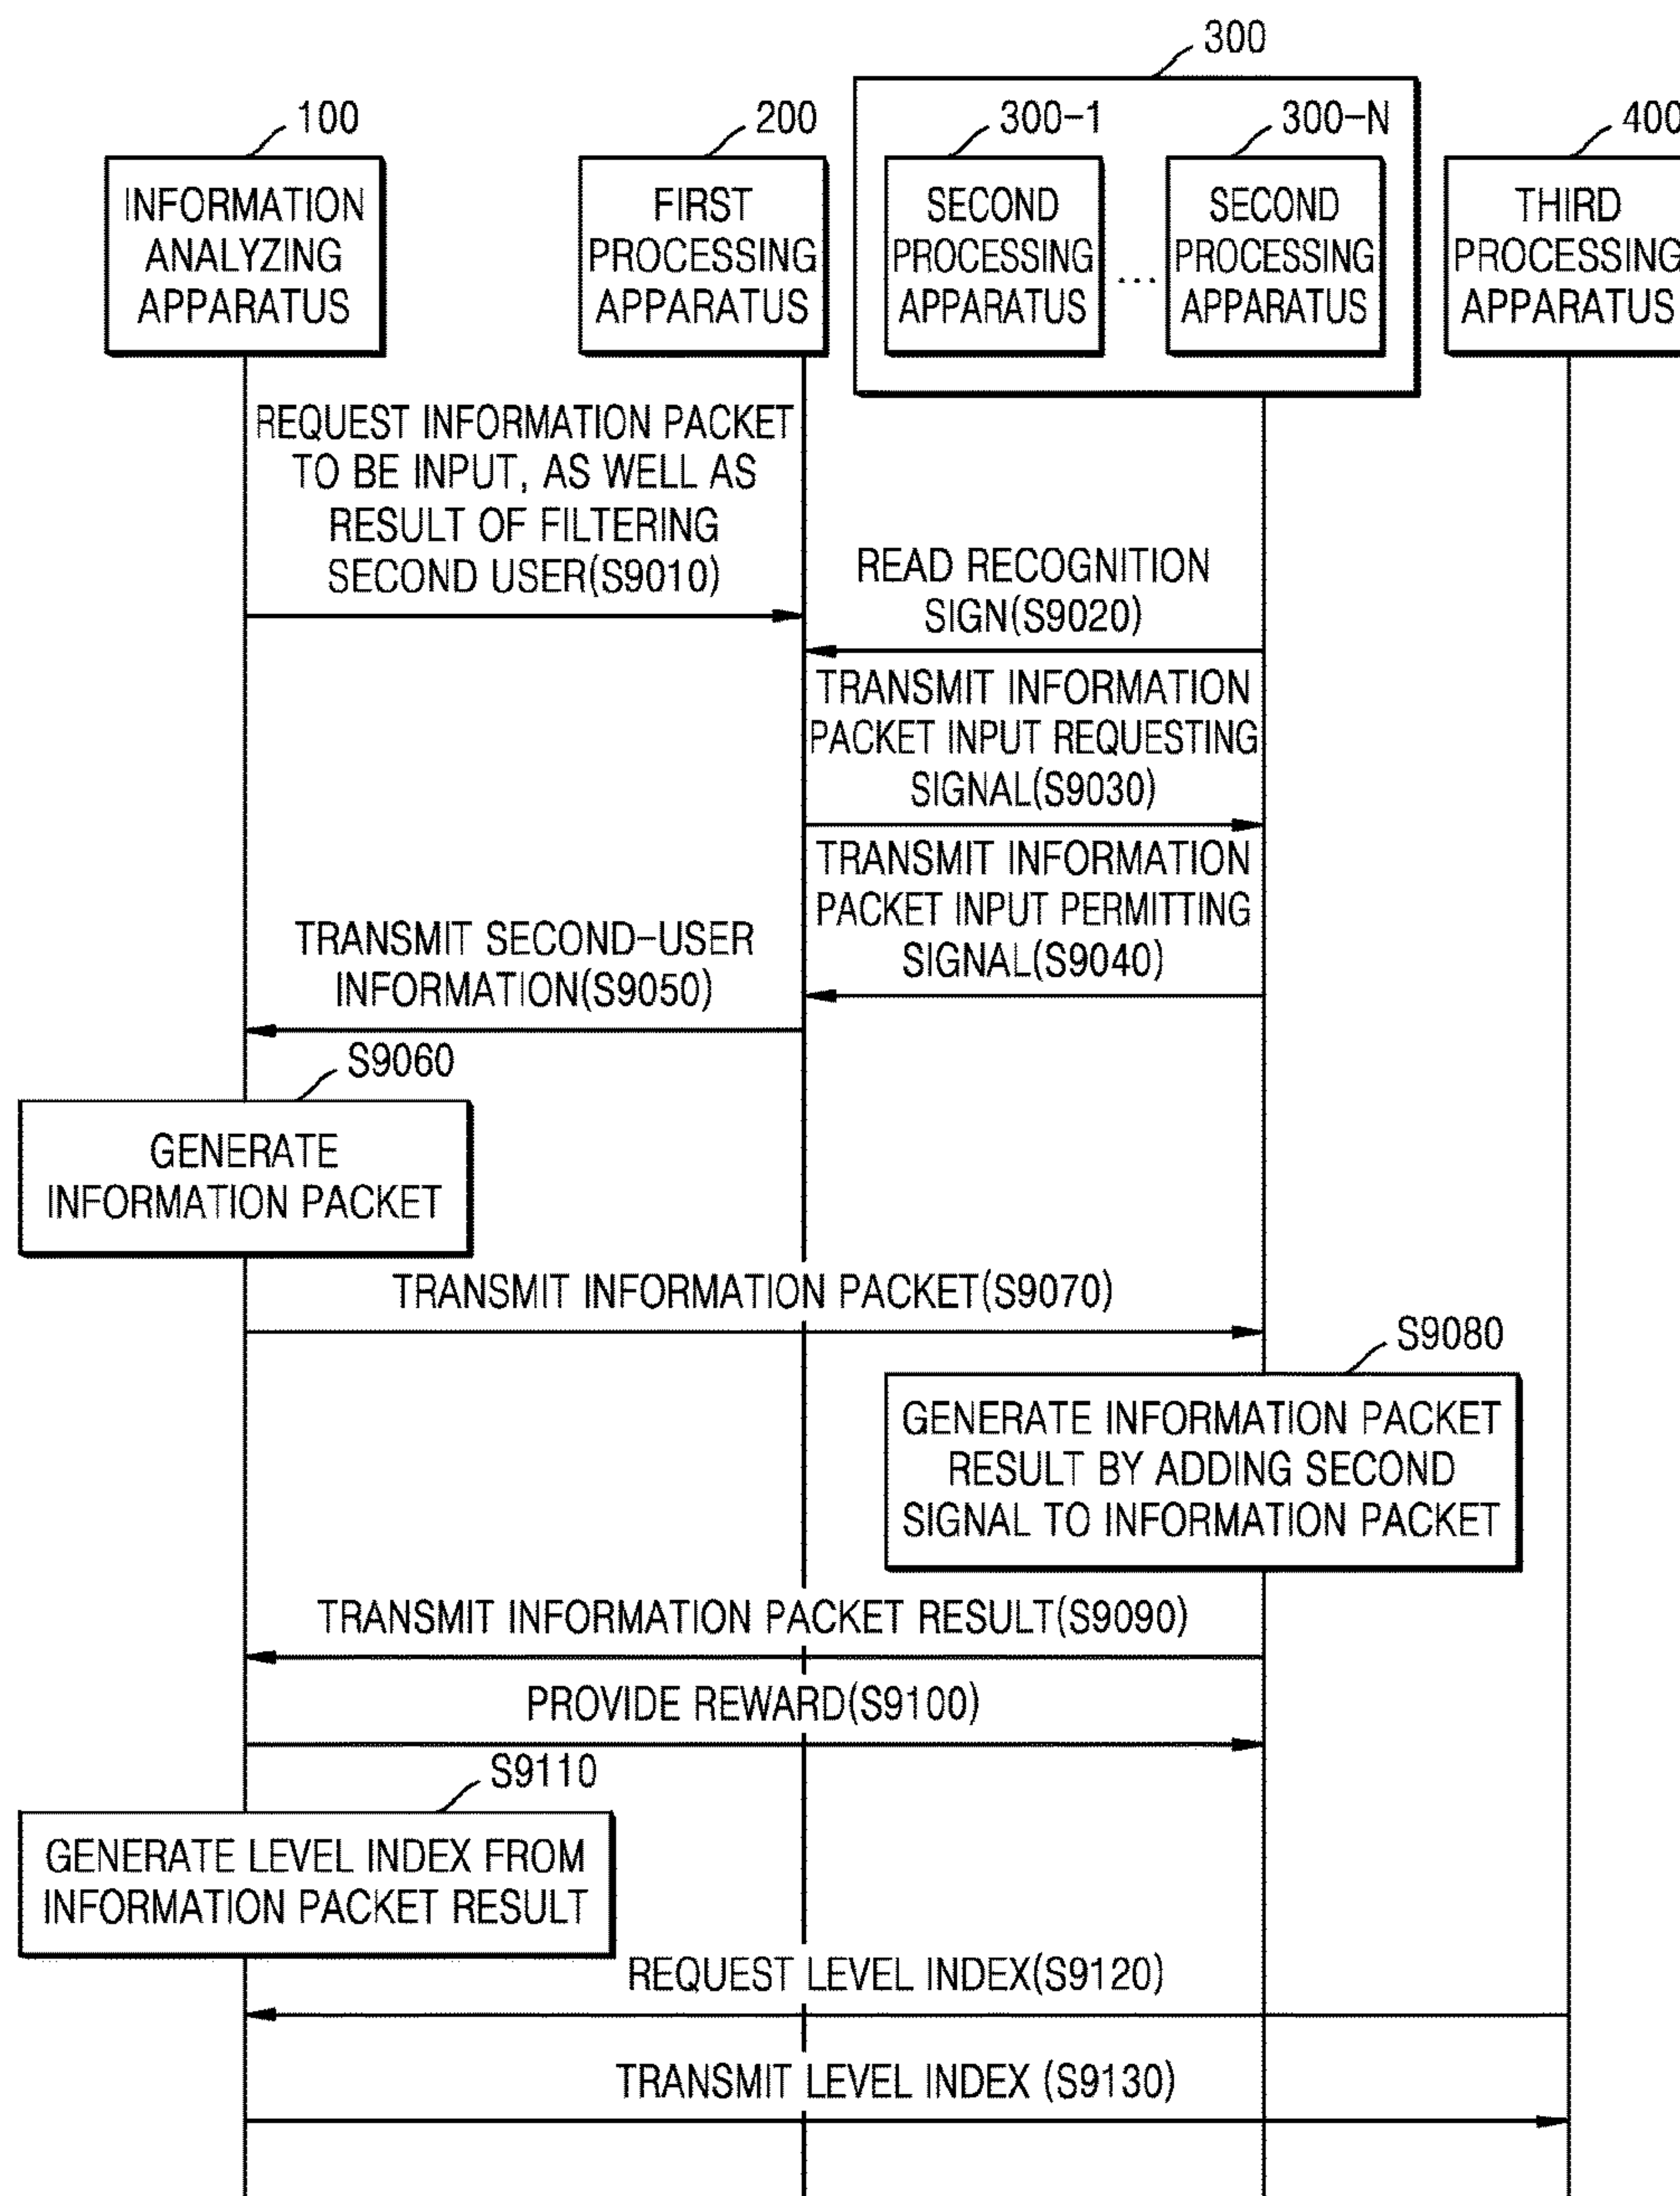 300
100
200
300-1
300-N
400
INFORMATION
ANALYZING
APPARATUS
FIRST
PROCESSING
APPARATUS
SECOND
PROCESSING
APPARATUS
...
SECOND
PROCESSING
APPARATUS
THIRD
PROCESSING
APPARATUS
REQUEST INFORMATION PACKET
TO BE INPUT, AS WELL AS
RESULT OF FILTERING
SECOND USER(S9010)
READ RECOGNITION
SIGN(S9020)
TRANSMIT INFORMATION
PACKET INPUT REQUESTING
SIGNAL(S9030)
TRANSMIT INFORMATION
PACKET INPUT PERMITTING
SIGNAL(S9040)
TRANSMIT SECOND-USER
INFORMATION(S9050)
S9060
GENERATE
INFORMATION PACKET
TRANSMIT INFORMATION PACKET(S9070)
S9080
GENERATE INFORMATION PACKET
RESULT BY ADDING SECOND
SIGNAL TO INFORMATION PACKET
TRANSMIT INFORMATION PACKET RESULT(S9090)
PROVIDE REWARD(S9100)
S9110
GENERATE LEVEL INDEX FROM
INFORMATION PACKET RESULT
REQUEST LEVEL INDEX(S9120)
TRANSMIT LEVEL INDEX (S9130)